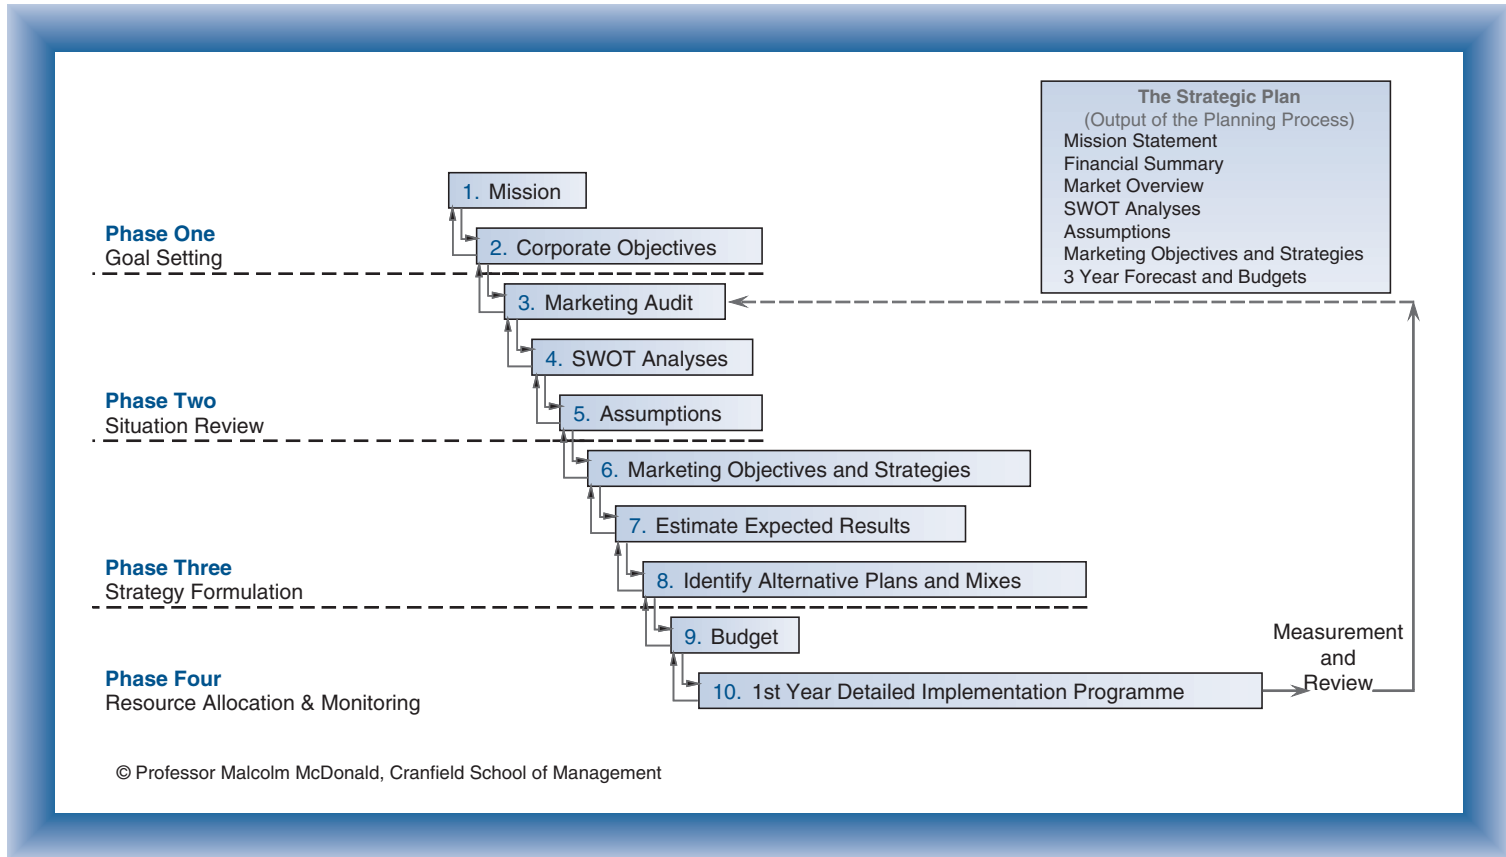 The Strategic Plan
(Output of the Planning Process)
Mission Statement
Financial Summary
Market Overview
SWOT Analyses
Assumptions
Marketing Objectives and Strategies
3 Year Forecast and Budgets
1. Mission
Phase One
Goal Setting
2. Corporate Objectives
3. Marketing Audit
4. SWOT Analyses
Phase Two
Situation Review
5. Assumptions
6. Marketing Objectives and Strategies
7. Estimate Expected Results
Phase Three
Strategy Formulation
8. Identify Alternative Plans and Mixes
9. Budget
Measurement
and
Review
Phase Four
Resource Allocation & Monitoring
10. 1st Year Detailed Implementation Programme
© Professor Malcolm McDonald, Cranfield School of Management